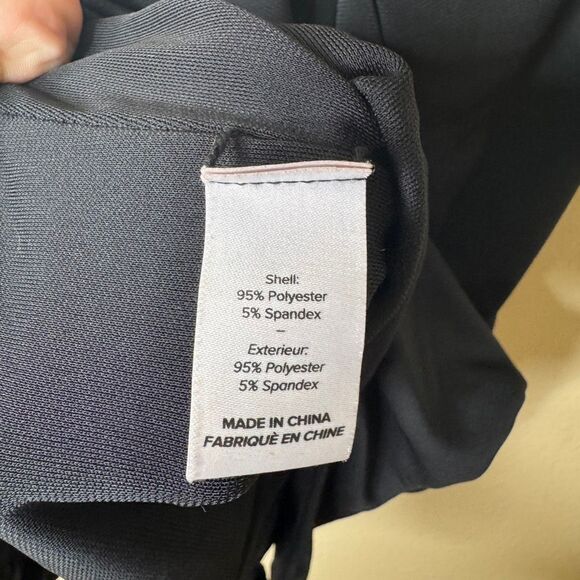 Shell:
95% Polyester
5% Spandex
–
Exterieur:
95% Polyester
5% Spandex
MADE IN CHINA
FABRIQUÈ EN CHINE